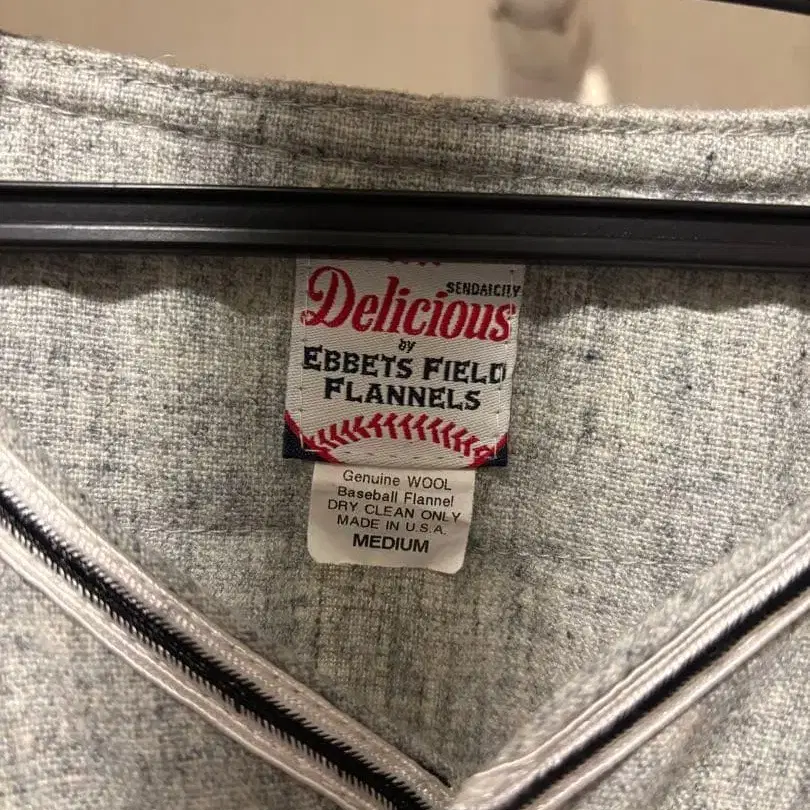 SENDAICITY
Delicious
by
EBBETS FIELD
FLANNELS
Genuine WOOL
Baseball Flannel
DRY CLEAN ONLY
MADE IN U.S.A.
MEDIUM